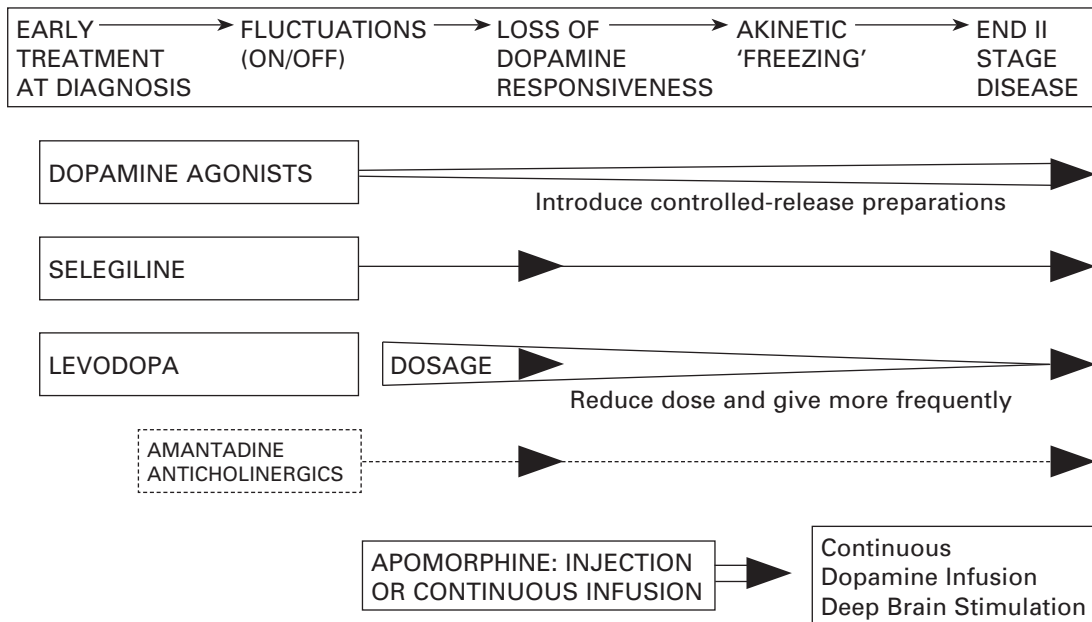 EARLY TREATMENT AT DIAGNOSIS
FLUCTUATIONS (ON/OFF)
LOSS OF DOPAMINE RESPONSIVENESS
AKINETIC 'FREEZING'
END II STAGE DISEASE
DOPAMINE AGONISTS
Introduce controlled-release preparations
SELEGILINE
LEVODOPA
DOSAGE
Reduce dose and give more frequently
AMANTADINE
ANTICHOLINERGICS
APOMORPHINE: INJECTION
OR CONTINUOUS INFUSION
Continuous
Dopamine Infusion
Deep Brain Stimulation